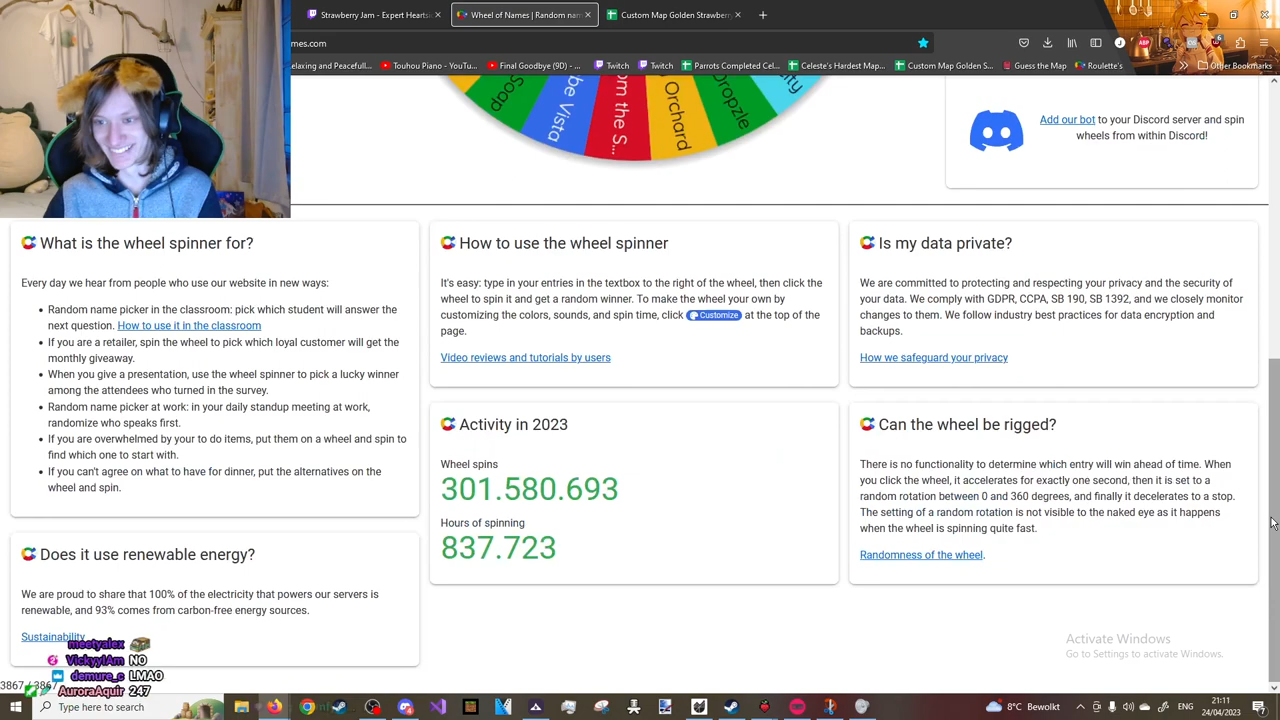 Strawberry Jam - Expert Heartsi
Wheel of Names | Random nam
Custom Map Golden Strawberry
mes.com
elaxing and Peacefull...
Touhou Piano - YouTu...
Final Goodbye (9D) - ...
Twitch
Twitch
Parrots Completed Cel...
Celeste's Hardest Map...
Custom Map Golden S...
Guess the Map
Roulette's
Other Bookmarks
Soap
be Vista
om the S...
Orchard
Dropzle
ity
Add our bot to your Discord server and spin
wheels from within Discord!
What is the wheel spinner for?
Every day we hear from people who use our website in new ways:
Random name picker in the classroom: pick which student will answer the
next question. How to use it in the classroom
If you are a retailer, spin the wheel to pick which loyal customer will get the
monthly giveaway.
When you give a presentation, use the wheel spinner to pick a lucky winner
among the attendees who turned in the survey.
Random name picker at work: in your daily standup meeting at work,
randomize who speaks first.
If you are overwhelmed by your to do items, put them on a wheel and spin to
find which one to start with.
If you can't agree on what to have for dinner, put the alternatives on the
wheel and spin.
Does it use renewable energy?
We are proud to share that 100% of the electricity that powers our servers is
renewable, and 93% comes from carbon-free energy sources.
Sustainability
How to use the wheel spinner
It's easy: type in your entries in the textbox to the right of the wheel, then click the
wheel to spin it and get a random winner. To make the wheel your own by
customizing the colors, sounds, and spin time, click Customize at the top of the
page.
Video reviews and tutorials by users
Activity in 2023
Wheel spins
301.580.693
Hours of spinning
837.723
Is my data private?
We are committed to protecting and respecting your privacy and the security of
your data. We comply with GDPR, CCPA, SB 190, SB 1392, and we closely monitor
changes to them. We follow industry best practices for data encryption and
backups.
How we safeguard your privacy
Can the wheel be rigged?
There is no functionality to determine which entry will win ahead of time. When
you click the wheel, it accelerates for exactly one second, then it is set to a
random rotation between 0 and 360 degrees, and finally it decelerates to a stop.
The setting of a random rotation is not visible to the naked eye as it happens
when the wheel is spinning quite fast.
Randomness of the wheel.
Activate Windows
Go to Settings to activate Windows.
meetyalex
VickyyIAm NO
demure_c LMAO
AuroraAquir 247
3867 / 3867
Type here to search
8°C Bewolkt
21:11
24/04/2023